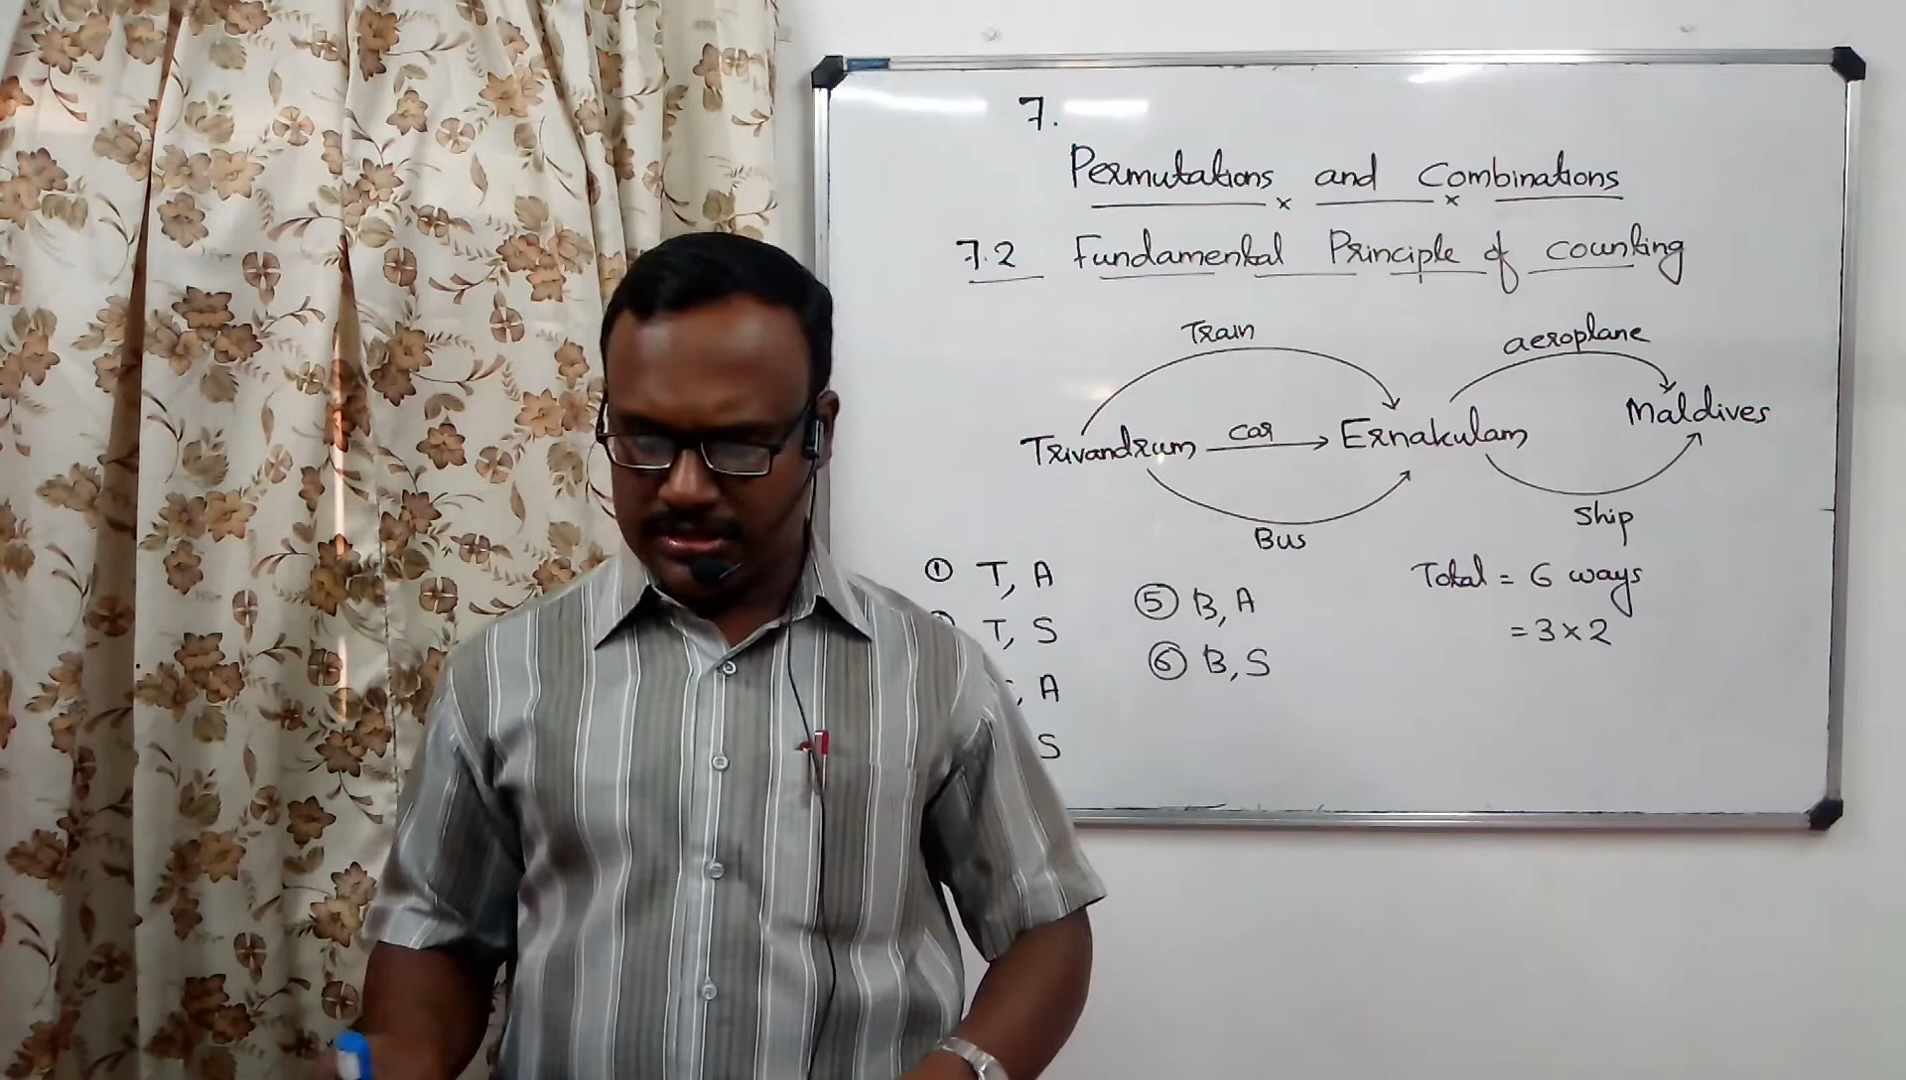 7.
Permutations and Combinations
7.2 Fundamental Principle of counting
Train
aeroplane
Trivandrum car Ernakulam
Maldives
Bus
Ship
① T, A
T, S
, A
S
⑤ B, A
⑥ B, S
Total = 6 ways
= 3 × 2